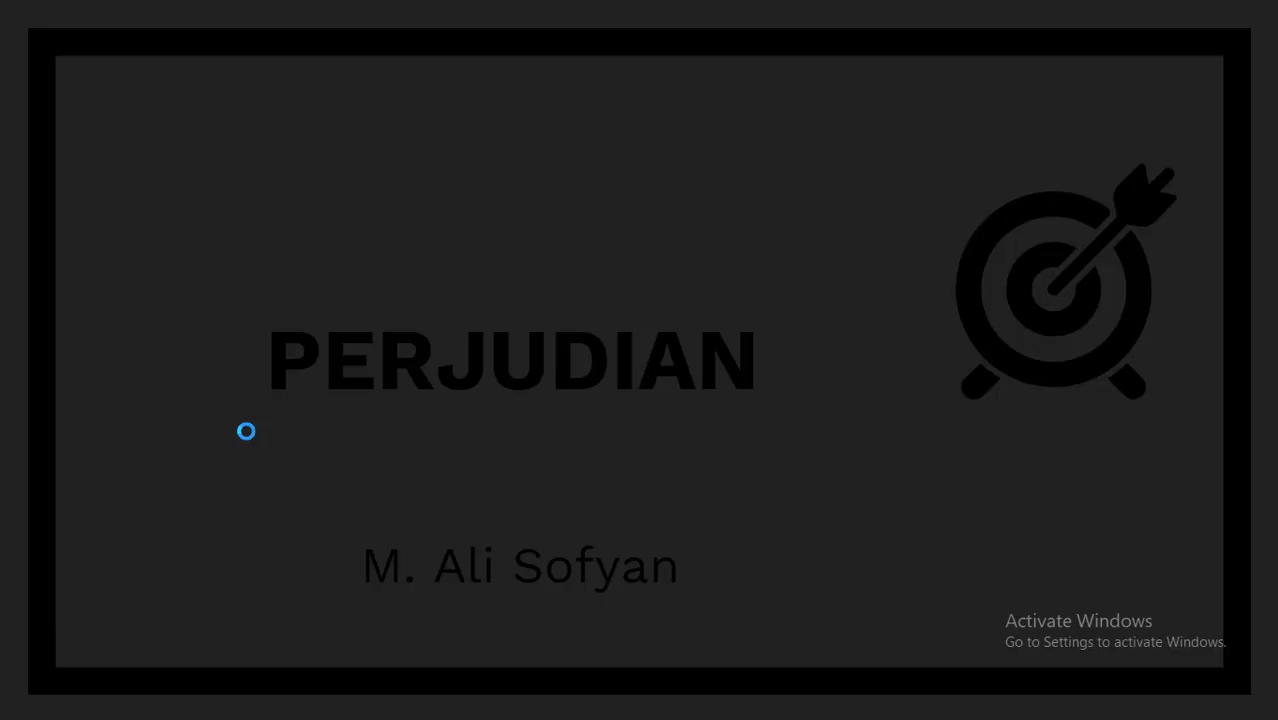 PERJUDIAN
M. Ali Sofyan
Activate Windows
Go to Settings to activate Windows.